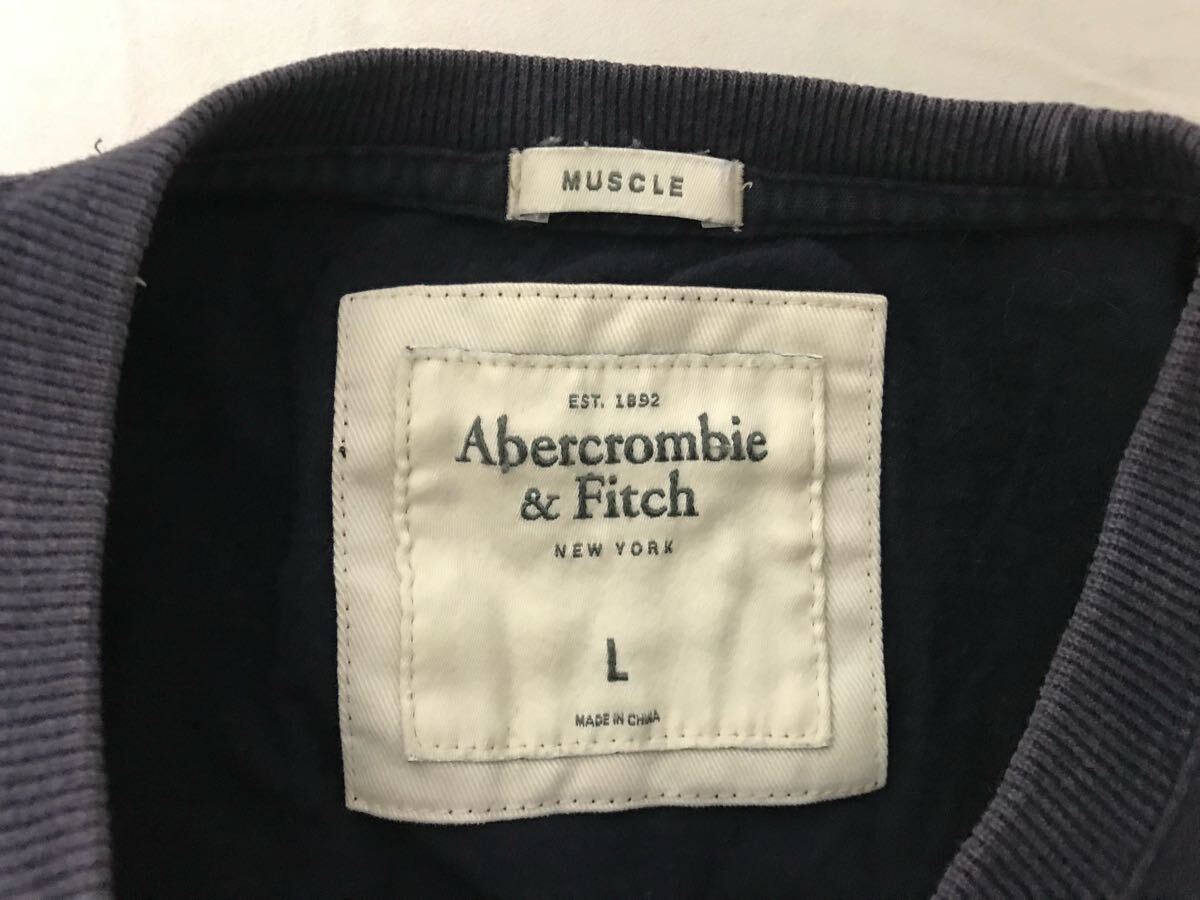 MUSCLE
EST. 1892
Abercrombie
& Fitch
NEW YORK
L
MADE IN CHINA